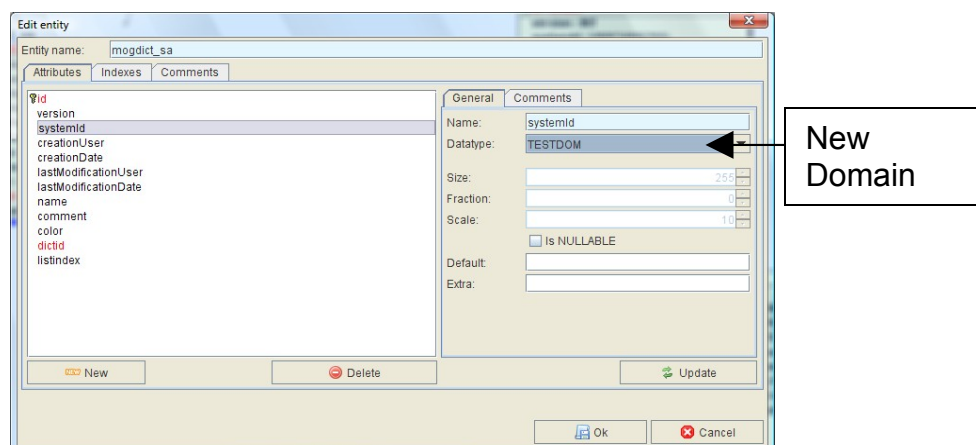 Edit entity
Entity name: mogdict_sa
Attributes Indexes Comments
id
version
systemId
creationUser
creationDate
lastModificationUser
lastModificationDate
name
comment
color
dictid
listindex
General Comments
Name: systemId
Datatype: TESTDOM
Size: 255
Fraction: 0
Scale: 10
Is NULLABLE
Default:
Extra:
New
Delete
Update
Ok
Cancel
New
Domain